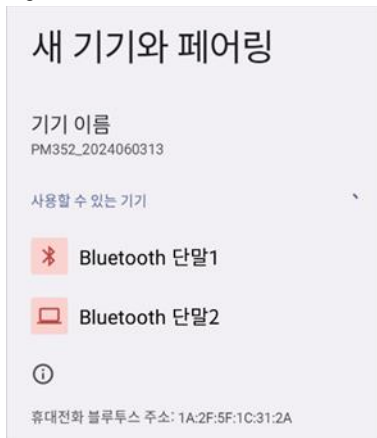 새 기기와 페어링
기기 이름
PM352_2024060313
사용할 수 있는 기기
Bluetooth 단말1
Bluetooth 단말2
휴대전화 블루투스 주소: 1A:2F:5F:1C:31:2A